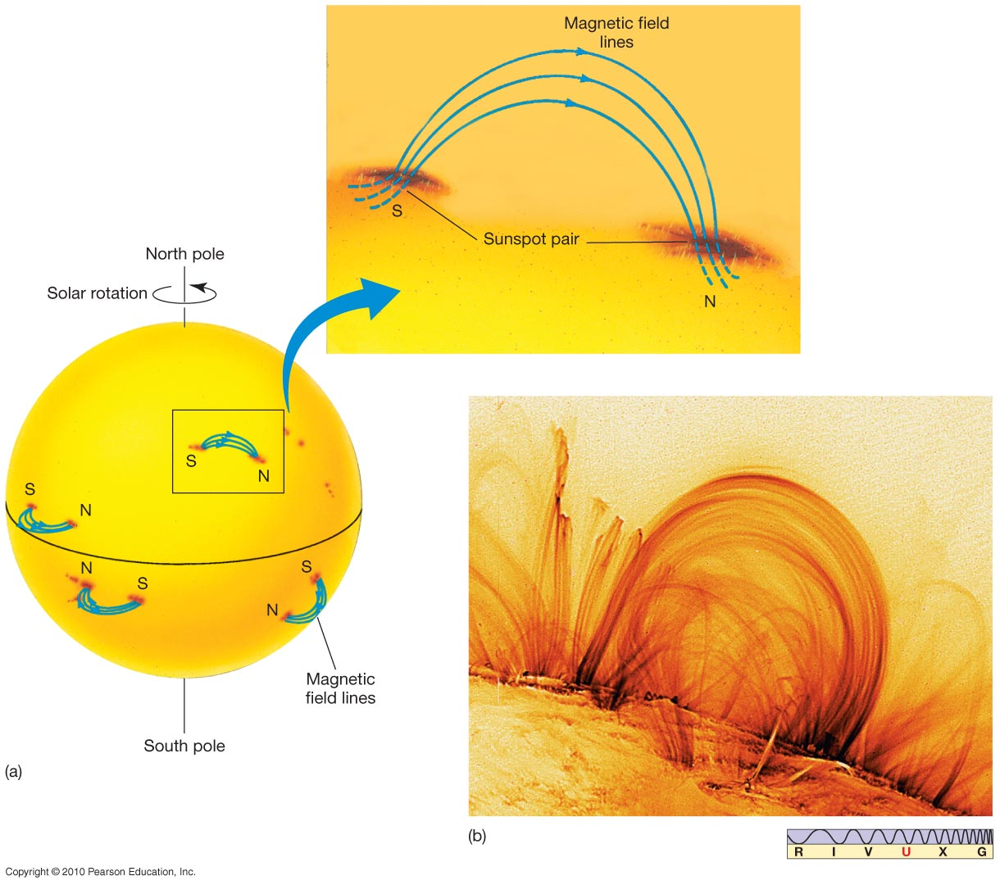 Magnetic field
lines
S
Sunspot pair
N
North pole
Solar rotation
S
N
S
N
N
S
S
N
Magnetic
field lines
South pole
(a)
(b)
R I V U X G
Copyright © 2010 Pearson Education, Inc.